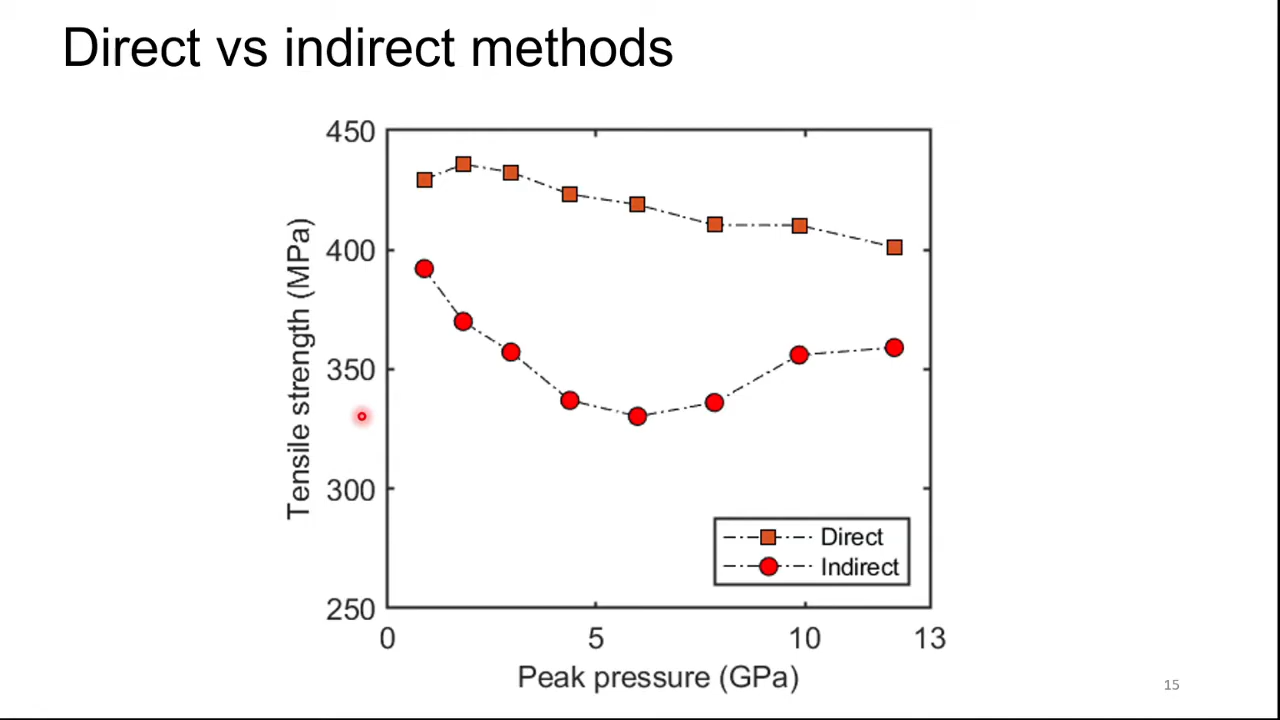 Direct vs indirect methods
450
400
350
300
250
Tensile strength (MPa)
0 5 10 13
Peak pressure (GPa)
Direct
Indirect
15